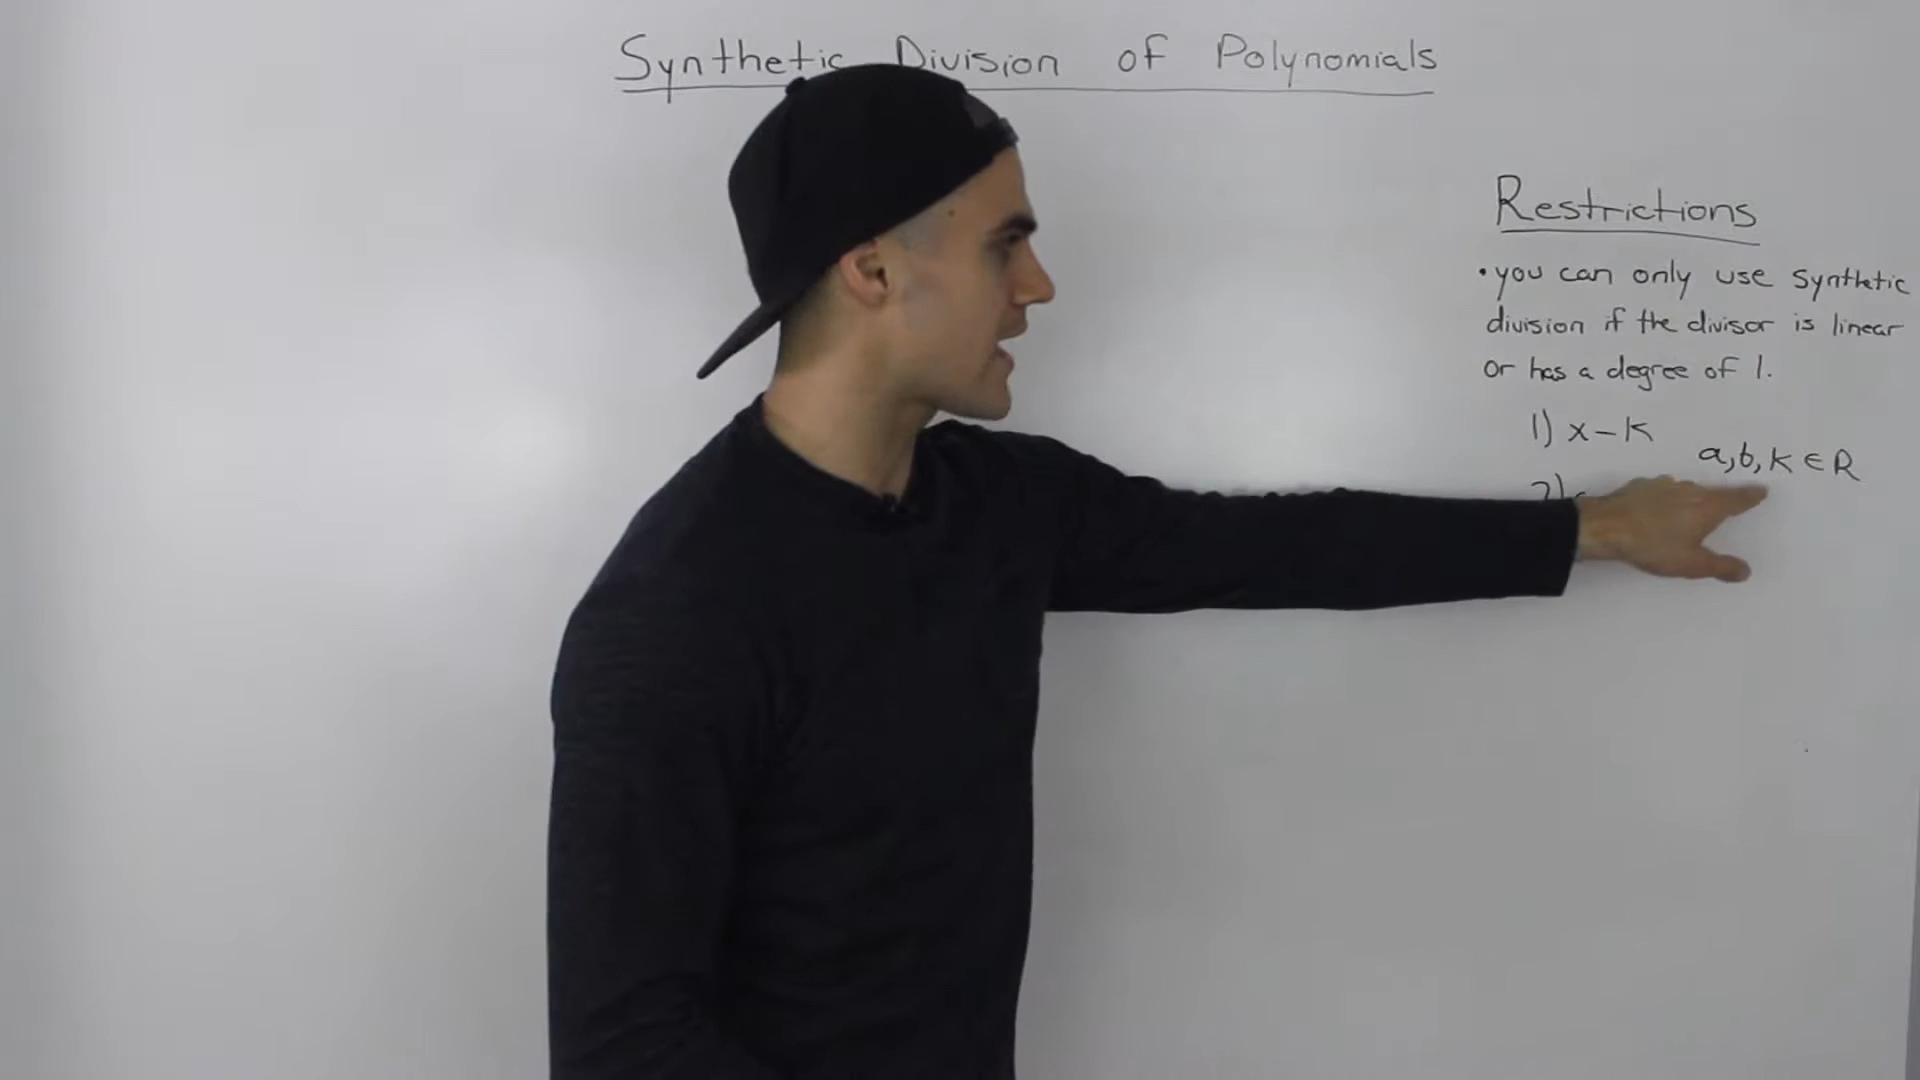 Synthetic Division of Polynomials
Restrictions
• you can only use synthetic
division if the divisor is linear
or has a degree of 1.
1) x-k
a,b,k ∈ R
2)